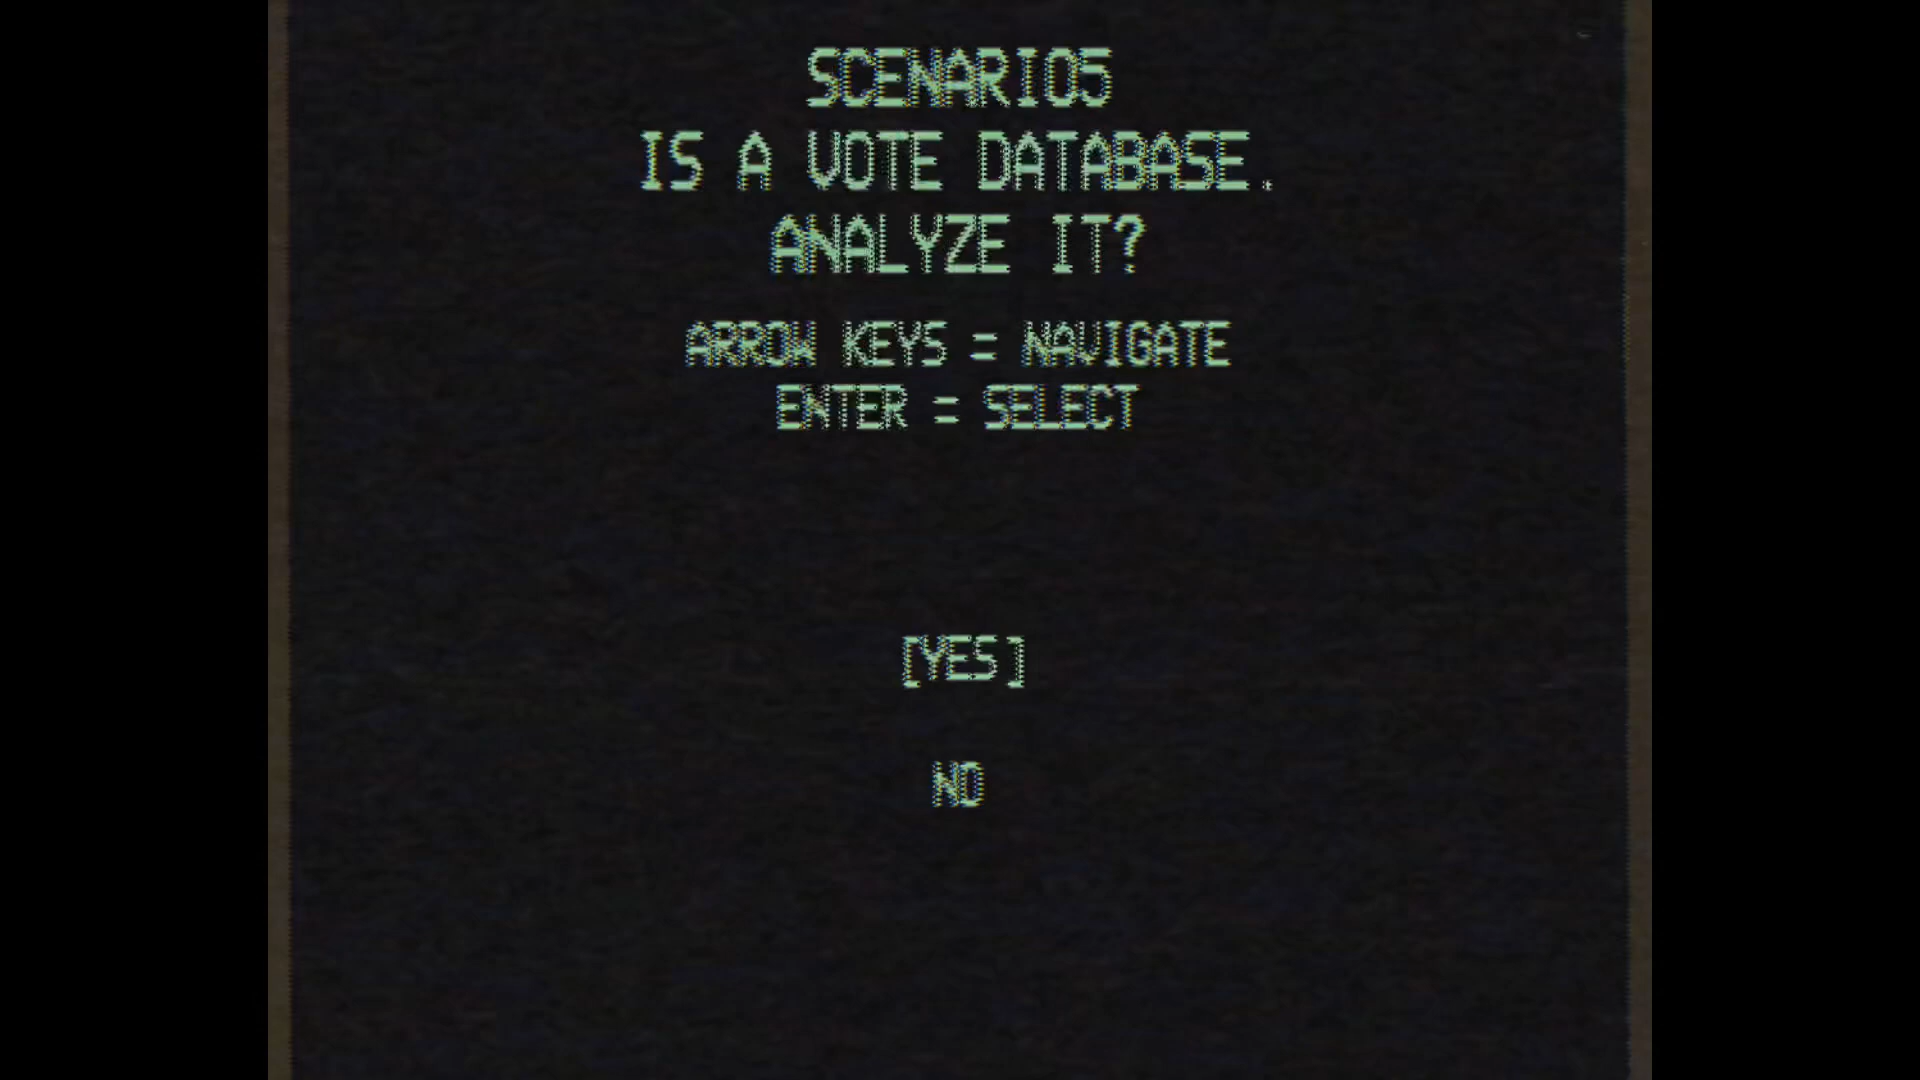 SCENARIO5
IS A VOTE DATABASE.
ANALYZE IT?
ARROW KEYS = NAVIGATE
ENTER = SELECT
[YES]
NO